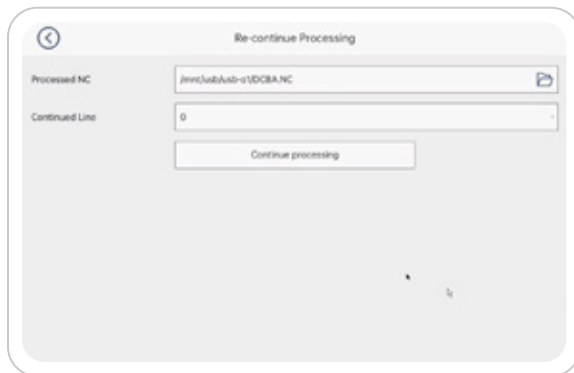 Re-continue Processing
Processed NC
/mnt/usb/usb-a1/DCBA.NC
Continued Line
0
Continue processing